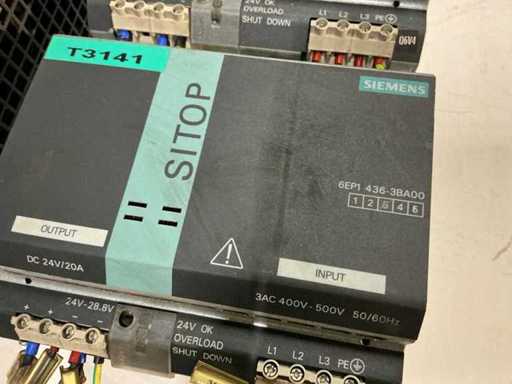 24V OK
OVERLOAD
SHUT DOWN
L1 L2 L3 PE
T3141
SITOP
SIEMENS
6EP1 436-3BA00
1 2 3 4 5
OUTPUT
DC 24V/20A
INPUT
3AC 400V-500V 50/60Hz
+ + - -
24V-28.8V
24V OK
OVERLOAD
SHUT DOWN
L1 L2 L3 PE